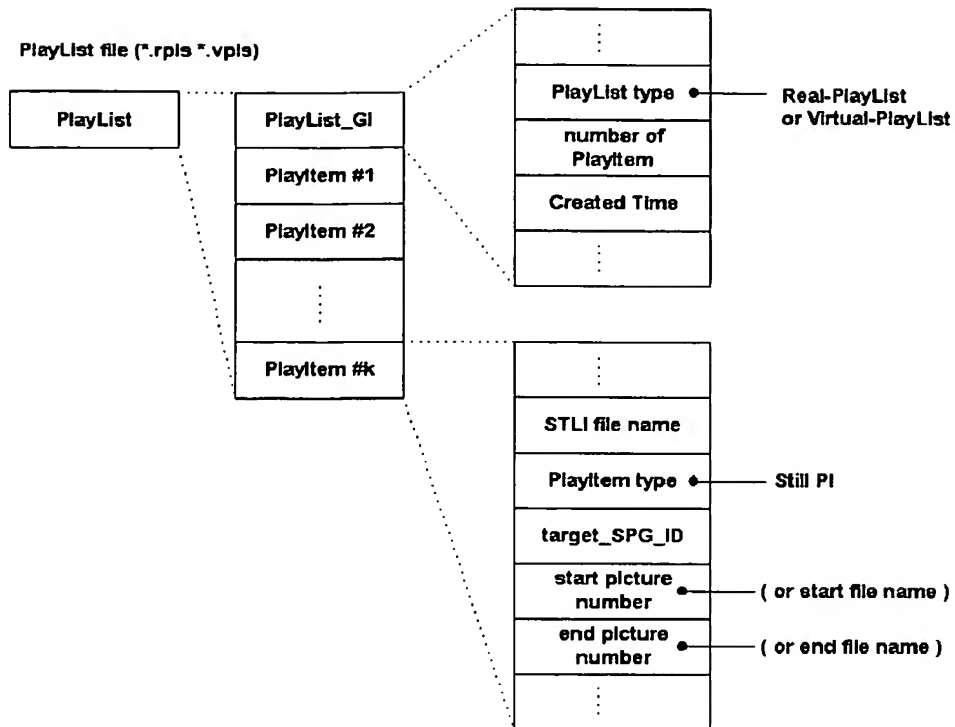 PlayList file (*.rpls *.vpls)
PlayList
PlayList_GI
PlayItem #1
PlayItem #2
PlayItem #k
PlayList type
number of
PlayItem
Created Time
Real-PlayList
or Virtual-PlayList
STLI file name
PlayItem type
target_SPG_ID
start picture
number
end picture
number
Still PI
( or start file name )
( or end file name )